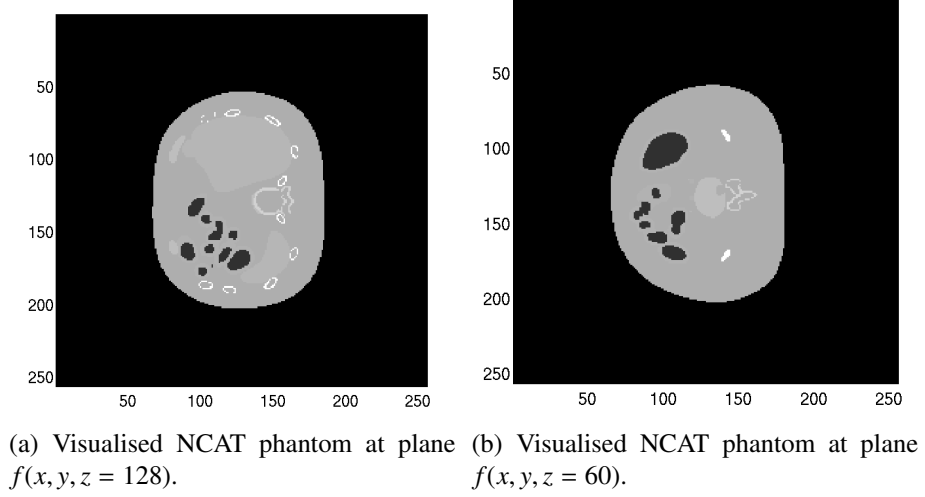 50
100
150
200
250
50 100 150 200 250
50
100
150
200
250
50 100 150 200 250
(a) Visualised NCAT phantom at plane
f(x, y, z = 128).
(b) Visualised NCAT phantom at plane
f(x, y, z = 60).